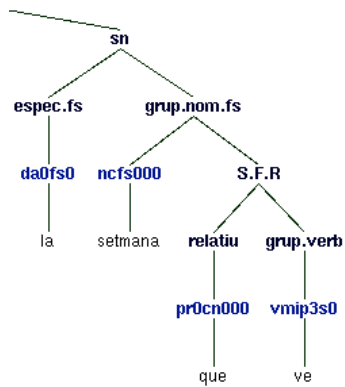 sn
espec.fs grup.nom.fs
da0fs0 ncfs000 S.F.R
la setmana relatiu grup.verb
pr0cn000 vmip3s0
que ve